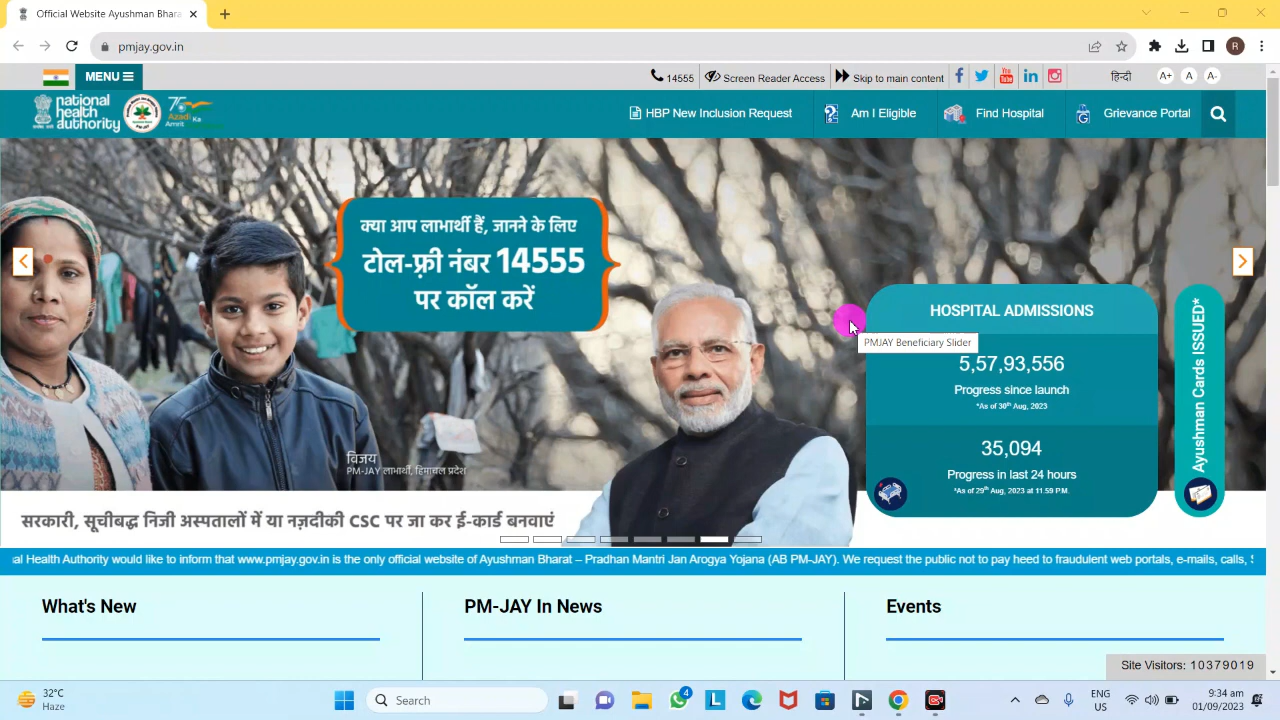 Official Website Ayushman Bhara
pmjay.gov.in
MENU
14555
Screen Reader Access
Skip to main content
हिन्दी
A+ A A-
national
health
authority
75
Azadi Ka
Amrit
HBP New Inclusion Request
Am I Eligible
Find Hospital
Grievance Portal
क्या आप लाभार्थी हैं, जानने के लिए
टोल-फ़्री नंबर 14555
पर कॉल करें
HOSPITAL ADMISSIONS
PMJAY Beneficiary Slider
5,57,93,556
Progress since launch
*As of 30th Aug, 2023
35,094
Progress in last 24 hours
*As of 29th Aug, 2023 at 11.59 P.M.
Ayushman Cards ISSUED*
विजय
PM-JAY लाभार्थी, हिमाचल प्रदेश
सरकारी, सूचीबद्ध निजी अस्पतालों में या नज़दीकी CSC पर जा कर ई-कार्ड बनवाएं
al Health Authority would like to inform that www.pmjay.gov.in is the only official website of Ayushman Bharat – Pradhan Mantri Jan Arogya Yojana (AB PM-JAY). We request the public not to pay heed to fraudulent web portals, e-mails, calls,
What's New
PM-JAY In News
Events
Site Visitors: 10379019
32°C
Haze
Search
4
ENG
US
9:34 am
01/09/2023